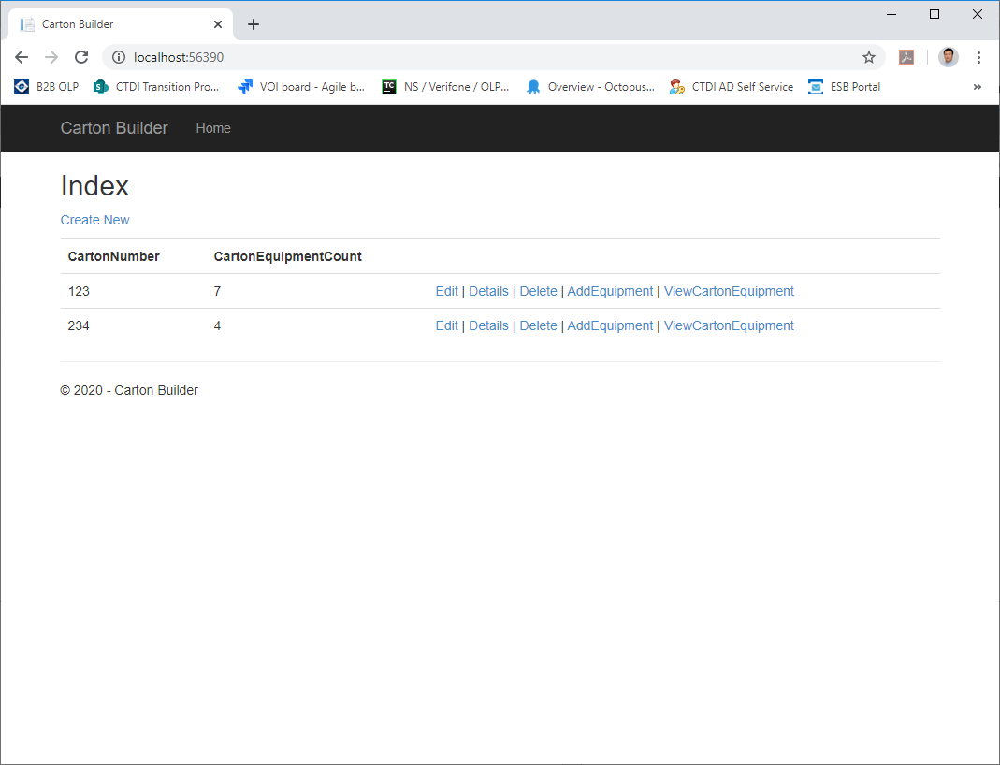 Carton Builder
localhost:56390
B2B OLP CTDI Transition Pro... VOI board - Agile b... TC NS / Verifone / OLP... Overview - Octopus... CTDI AD Self Service ESB Portal »
Carton Builder Home
Index
Create New
CartonNumber CartonEquipmentCount
123 7 Edit | Details | Delete | AddEquipment | ViewCartonEquipment
234 4 Edit | Details | Delete | AddEquipment | ViewCartonEquipment
© 2020 - Carton Builder